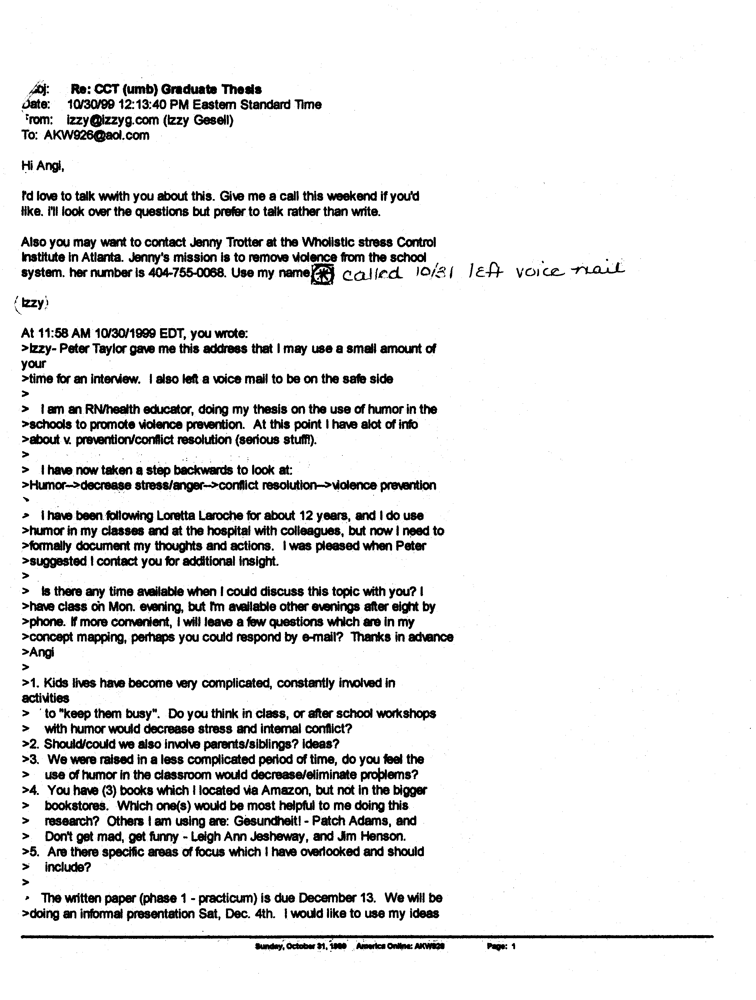 Subj: Re: CCT (umb) Graduate Thesis
Date: 10/30/99 12:13:40 PM Eastern Standard Time
From: izzy@izzyg.com (Izzy Gesell)
To: AKW926@aol.com
Hi Angi,
I'd love to talk wwith you about this. Give me a call this weekend if you'd
like. i'll look over the questions but prefer to talk rather than write.
Also you may want to contact Jenny Trotter at the Wholistic stress Control
Institute in Atlanta. Jenny's mission is to remove violence from the school
system. her number is 404-755-0068. Use my name * called 10/31 left voice mail
(Izzy)
At 11:58 AM 10/30/1999 EDT, you wrote:
>Izzy- Peter Taylor gave me this address that I may use a small amount of
your
>time for an interview.  I also left a voice mail to be on the safe side
>
>   I am an RN/health educator, doing my thesis on the use of humor in the
>schools to promote violence prevention.  At this point I have alot of info
>about v. prevention/conflict resolution (serious stuff!).
>
>   I have now taken a step backwards to look at:
>Humor-->decrease stress/anger-->conflict resolution-->violence prevention
>
>   I have been following Loretta Laroche for about 12 years, and I do use
>humor in my classes and at the hospital with colleagues, but now I need to
>formally document my thoughts and actions.  I was pleased when Peter
>suggested I contact you for additional insight.
>
>   Is there any time available when I could discuss this topic with you? I
>have class on Mon. evening, but I'm available other evenings after eight by
>phone. If more convenient, I will leave a few questions which are in my
>concept mapping, perhaps you could respond by e-mail?  Thanks in advance
>Angi
>
>1. Kids lives have become very complicated, constantly involved in
activities
>    to "keep them busy".  Do you think in class, or after school workshops
>    with humor would decrease stress and internal conflict?
>2. Should/could we also involve parents/siblings? ideas?
>3.  We were raised in a less complicated period of time, do you feel the
>    use of humor in the classroom would decrease/eliminate problems?
>4.  You have (3) books which I located via Amazon, but not in the bigger
>    bookstores.  Which one(s) would be most helpful to me doing this
>    research?  Others I am using are: Gesundheit! - Patch Adams, and
>    Don't get mad, get funny - Leigh Ann Jesheway, and Jim Henson.
>5.  Are there specific areas of focus which I have overlooked and should
>    include?
>
>   The written paper (phase 1 - practicum) is due December 13.  We will be
>doing an informal presentation Sat, Dec. 4th.  I would like to use my ideas
Sunday, October 31, 1999   America Online: AKW926   Page: 1